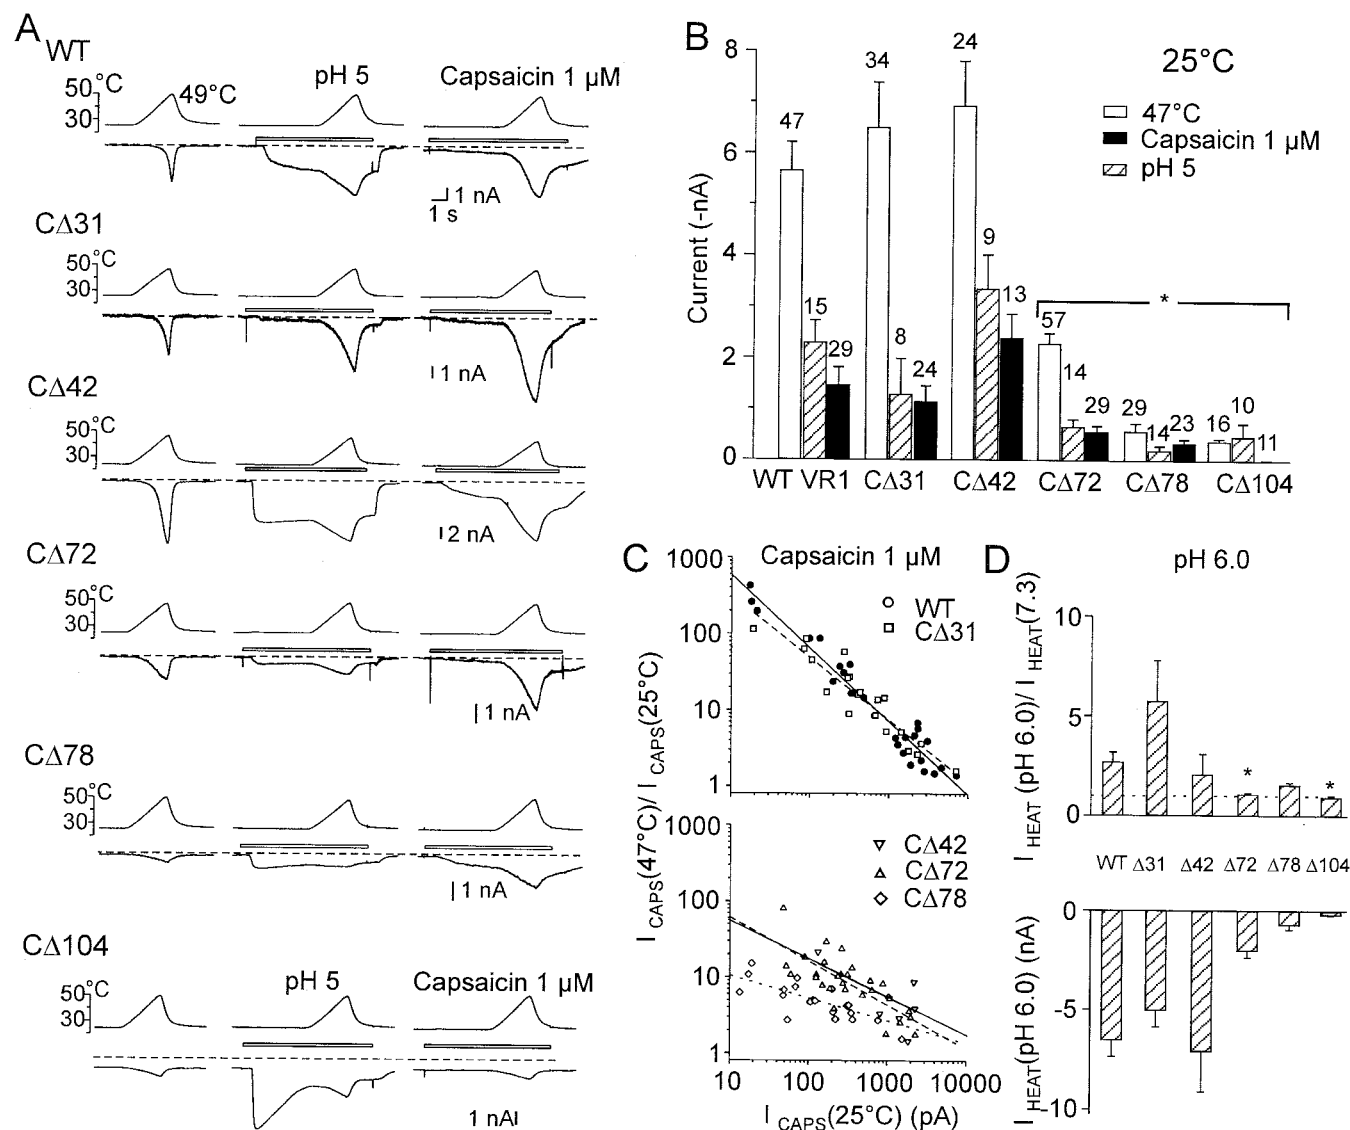 A
WT
50°C
30
49°C
pH 5
Capsaicin 1 µM
1 nA
1 s
CΔ31
50°C
30
1 nA
CΔ42
50°C
30
2 nA
CΔ72
50°C
30
1 nA
CΔ78
50°C
30
1 nA
CΔ104
pH 5
Capsaicin 1 µM
50°C
30
1 nA
B
25°C
47°C
Capsaicin 1 µM
pH 5
Current (-nA)
8
6
4
2
0
47
15
29
34
8
24
24
9
13
*
57
14
29
29
14
23
16
10
11
WT VR1 CΔ31 CΔ42 CΔ72 CΔ78 CΔ104
C
Capsaicin 1 µM
WT
CΔ31
1000
100
10
1
I CAPS(47°C)/ I CAPS(25°C)
CΔ42
CΔ72
CΔ78
1000
100
10
1
10 100 1000 10000
I CAPS(25°C) (pA)
D
pH 6.0
I HEAT (pH 6.0)/ I HEAT(7.3)
10
5
0
*
*
WT Δ31 Δ42 Δ72 Δ78 Δ104
I HEAT(pH 6.0) (nA)
0
-5
-10